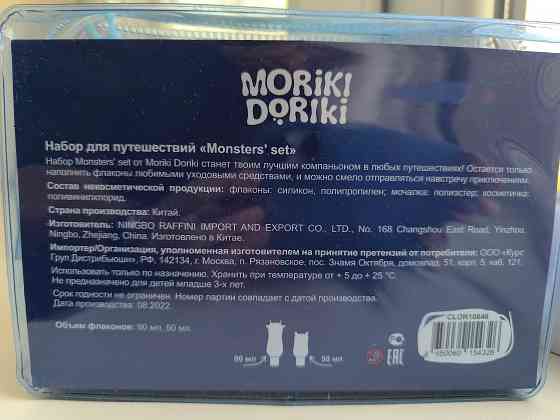 MORiKi
DORiKi
Набор для путешествий «Monsters' set»
Набор Monsters' set от Moriki Doriki станет твоим лучшим компаньоном в любых путешествиях! Остается только
наполнить флаконы любимыми уходовыми средствами, и можно смело отправляться навстречу приключениям.
Состав некосметической продукции: флаконы: силикон, полипропилен; мочалка: полиэстер; косметичка:
поливинилхлорид.
Страна производства: Китай.
Изготовитель: NINGBO RAFFINI IMPORT AND EXPORT CO. LTD., No. 168 Changshou East Road, Yinzhou,
Ningbo, Zhejiang, China. Изготовлено в Китае.
Импортер/Организация, уполномоченная изготовителем на принятие претензий от потребителя: ООО «Курс
Груп Дистрибьюшн», РФ, 142134, г. Москва, п. Рязановское, пос. Знамя Октября, домовлад. 51, корп. 5, каб. 127.
Использовать только по назначению. Хранить при температуре от + 5 до + 25 °C.
Не предназначено для детей младше 3-х лет.
Срок годности не ограничен. Номер партии совпадает с датой производства.
Дата производства: 08.2022.
Объем флаконов: 90 мл, 50 мл.
90 мл
50 мл
EAC
CLOR10846